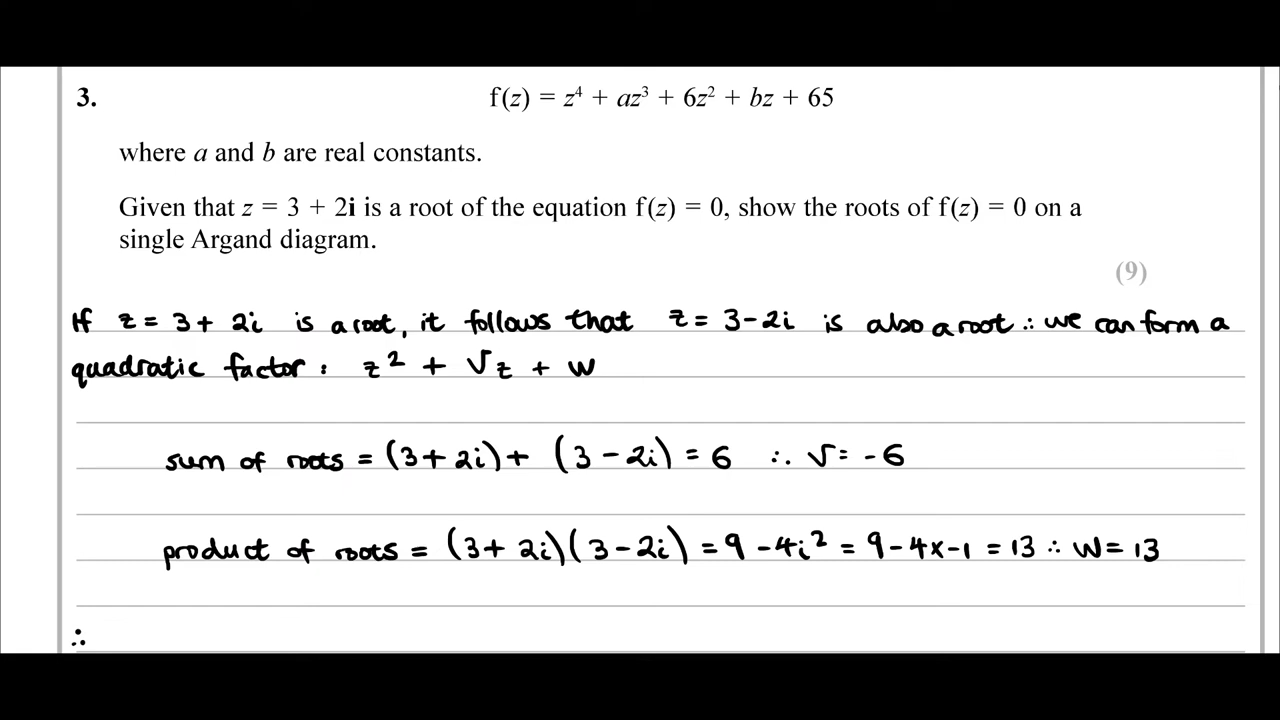 3.
f(z) = z⁴ + az³ + 6z² + bz + 65
where a and b are real constants.
Given that z = 3 + 2i is a root of the equation f(z) = 0, show the roots of f(z) = 0 on a
single Argand diagram.
(9)
If z = 3 + 2i is a root, it follows that z = 3 - 2i is also a root ∴ we can form a
quadratic factor : z² + Vz + W
sum of roots = (3 + 2i) + (3 - 2i) = 6 ∴ V = -6
product of roots = (3 + 2i)(3 - 2i) = 9 - 4i² = 9 - 4x-1 = 13 ∴ W = 13
∴